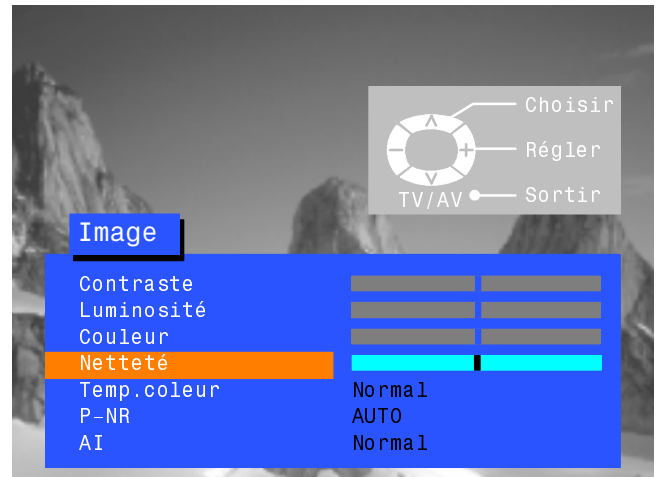 Choisir
Régler
TV/AV Sortir
Image
Contraste
Luminosité
Couleur
Netteté
Temp.coleur Normal
P-NR AUTO
AI Normal